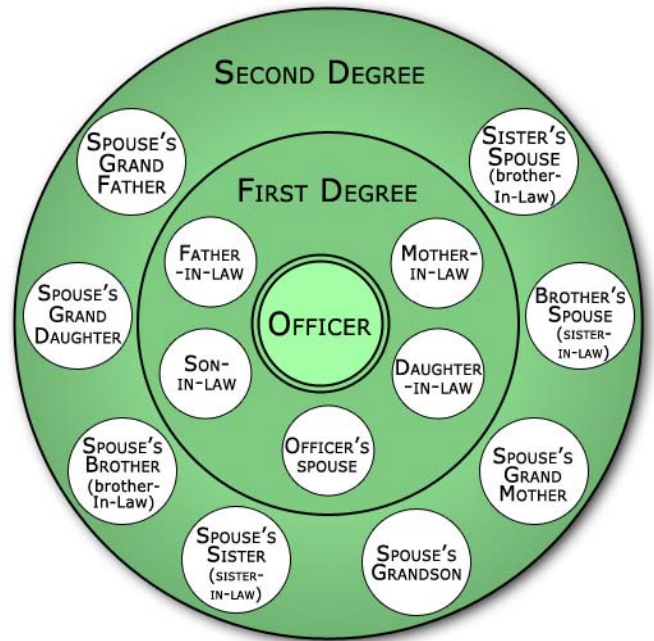 SECOND DEGREE
SPOUSE'S
GRAND
FATHER
SISTER'S
SPOUSE
(brother-
In-Law)
FIRST DEGREE
FATHER
-IN-LAW
MOTHER-
IN-LAW
SPOUSE'S
GRAND
DAUGHTER
OFFICER
BROTHER'S
SPOUSE
(SISTER-
IN-LAW)
SON-
IN-LAW
DAUGHTER
-IN-LAW
OFFICER'S
SPOUSE
SPOUSE'S
BROTHER
(brother-
In-Law)
SPOUSE'S
GRAND
MOTHER
SPOUSE'S
SISTER
(SISTER-
IN-LAW)
SPOUSE'S
GRANDSON